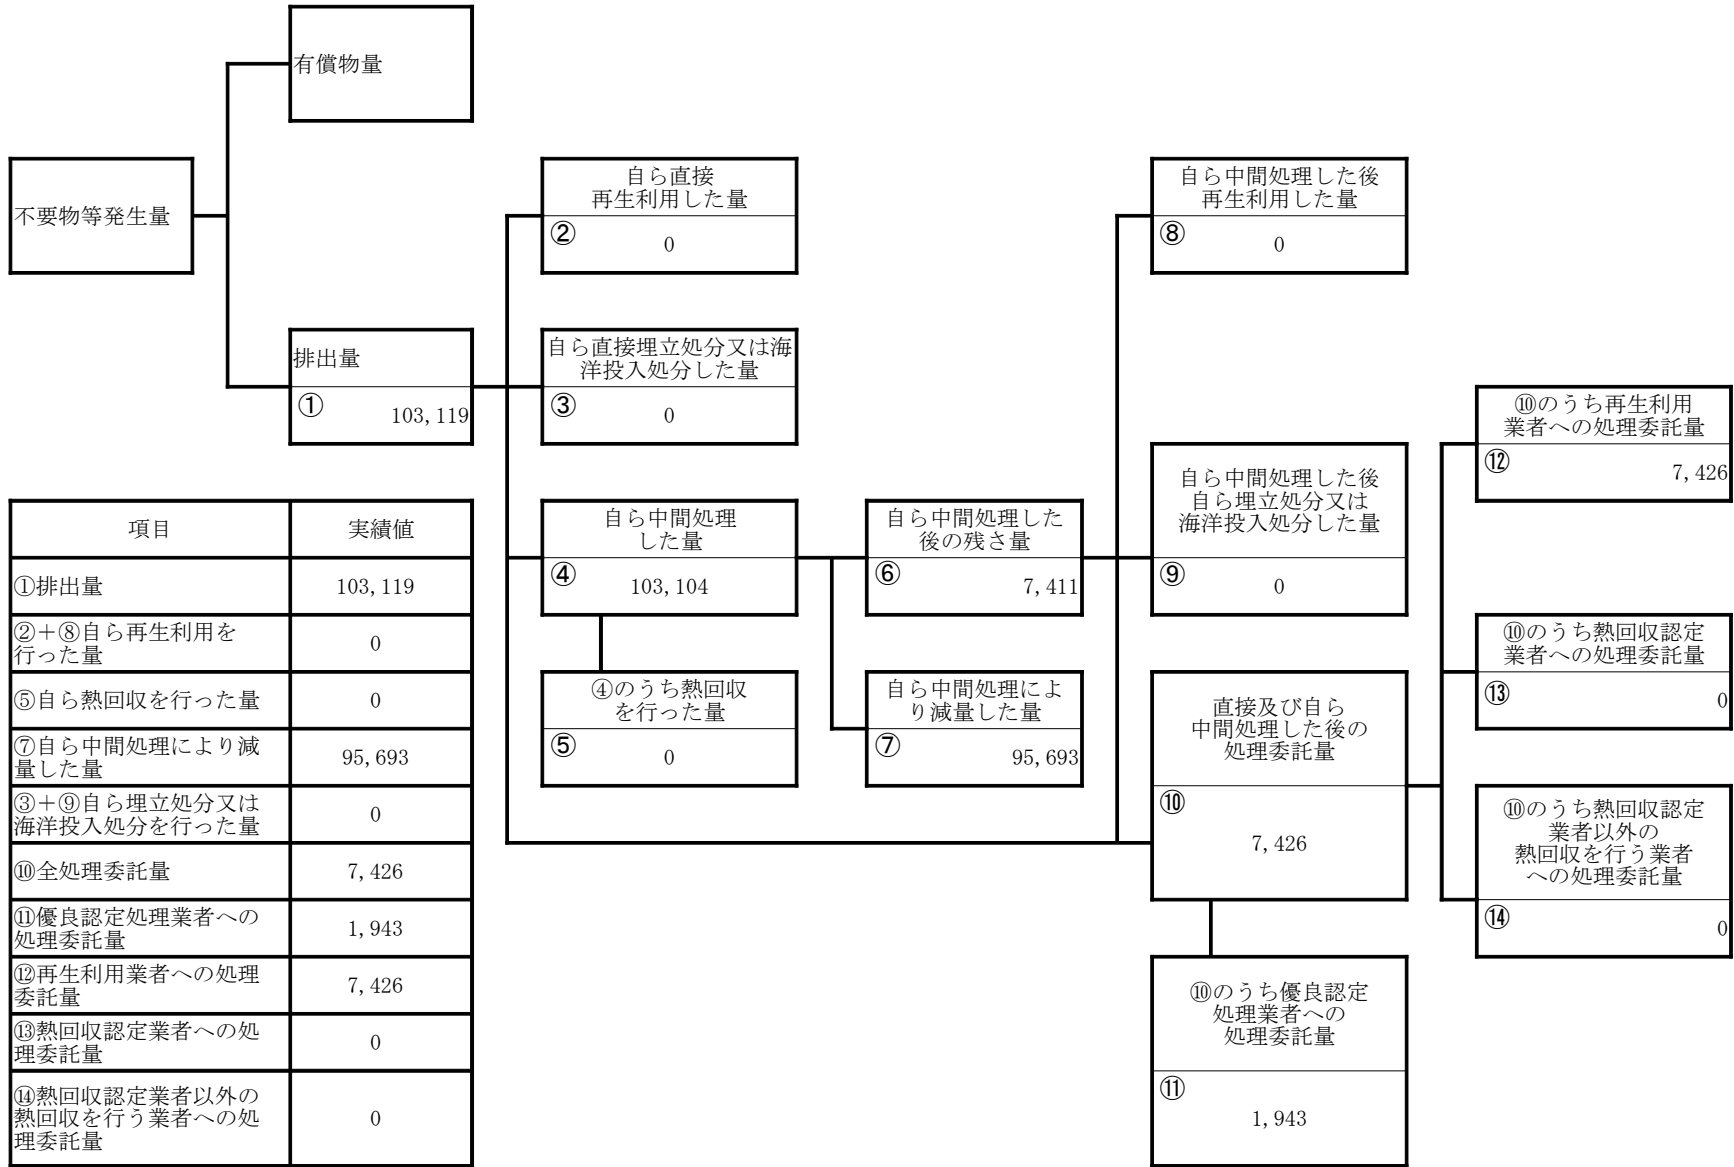 有償物量
不要物等発生量
自ら直接
再生利用した量
②
0
自ら中間処理した後
再生利用した量
⑧
0
排出量
①
103,119
自ら直接埋立処分又は海
洋投入処分した量
③
0
⑩のうち再生利用
業者への処理委託量
⑫
7,426
自ら中間処理
した量
④
103,104
自ら中間処理した
後の残さ量
⑥
7,411
自ら中間処理した後
自ら埋立処分又は
海洋投入処分した量
⑨
0
⑩のうち熱回収認定
業者への処理委託量
⑬
0
④のうち熱回収
を行った量
⑤
0
自ら中間処理によ
り減量した量
⑦
95,693
直接及び自ら
中間処理した後の
処理委託量
⑩
7,426
⑩のうち熱回収認定
業者以外の
熱回収を行う業者
への処理委託量
⑭
0
⑩のうち優良認定
処理業者への
処理委託量
⑪
1,943
項目
実績値
①排出量
103,119
②＋⑧自ら再生利用を
行った量
0
⑤自ら熱回収を行った量
0
⑦自ら中間処理により減
量した量
95,693
③＋⑨自ら埋立処分又は
海洋投入処分を行った量
0
⑩全処理委託量
7,426
⑪優良認定処理業者への
処理委託量
1,943
⑫再生利用業者への処理
委託量
7,426
⑬熱回収認定業者への処
理委託量
0
⑭熱回収認定業者以外の
熱回収を行う業者への処
理委託量
0